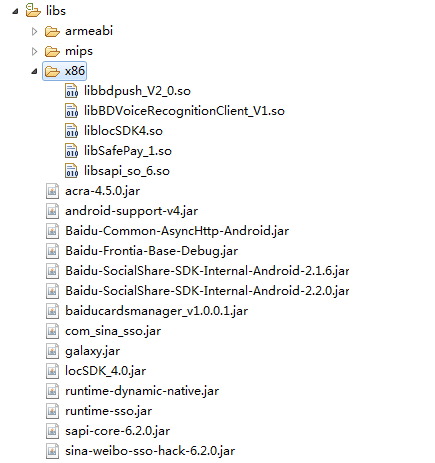 libs
armeabi
mips
x86
libbdpush_V2_0.so
libBDVoiceRecognitionClient_V1.so
liblocSDK4.so
libSafePay_1.so
libsapi_so_6.so
acra-4.5.0.jar
android-support-v4.jar
Baidu-Common-AsyncHttp-Android.jar
Baidu-Frontia-Base-Debug.jar
Baidu-SocialShare-SDK-Internal-Android-2.1.6.jar
Baidu-SocialShare-SDK-Internal-Android-2.2.0.jar
baiducardsmanager_v1.0.0.1.jar
com_sina_sso.jar
galaxy.jar
locSDK_4.0.jar
runtime-dynamic-native.jar
runtime-sso.jar
sapi-core-6.2.0.jar
sina-weibo-sso-hack-6.2.0.jar